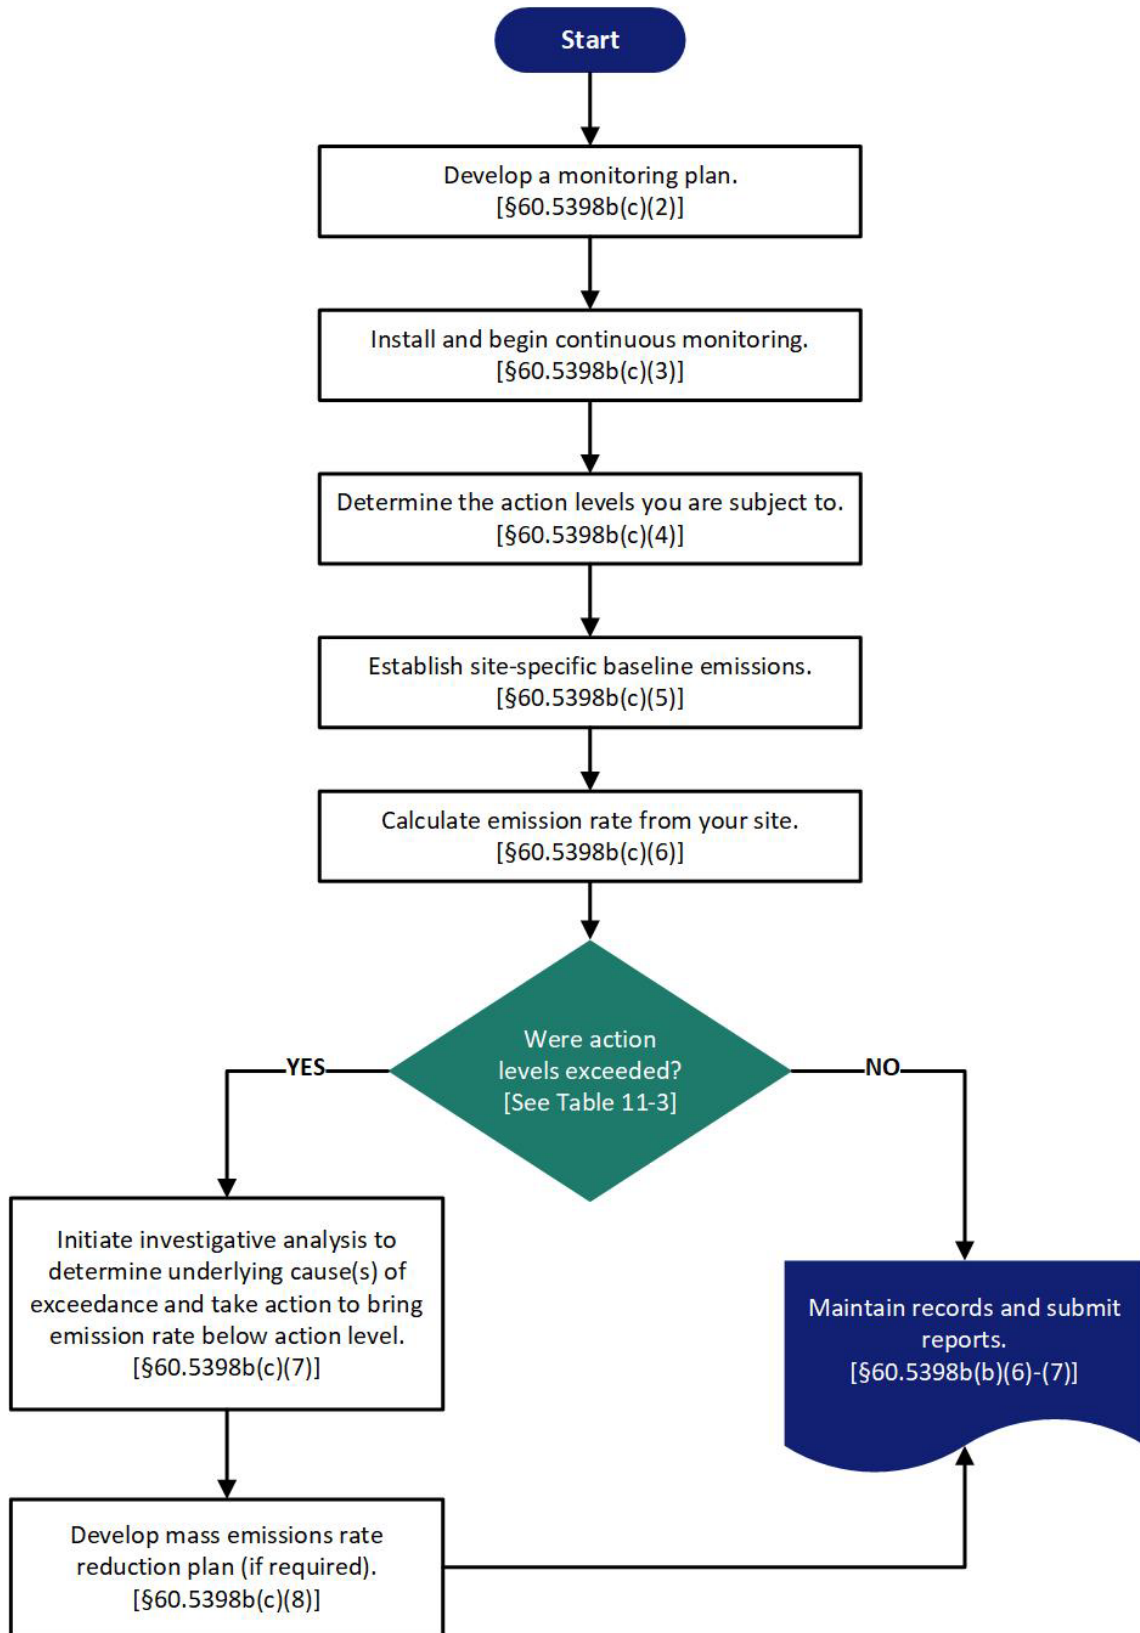 Start
Develop a monitoring plan.
[§60.5398b(c)(2)]
Install and begin continuous monitoring.
[§60.5398b(c)(3)]
Determine the action levels you are subject to.
[§60.5398b(c)(4)]
Establish site-specific baseline emissions.
[§60.5398b(c)(5)]
Calculate emission rate from your site.
[§60.5398b(c)(6)]
Were action
levels exceeded?
[See Table 11-3]
YES
NO
Initiate investigative analysis to
determine underlying cause(s) of
exceedance and take action to bring
emission rate below action level.
[§60.5398b(c)(7)]
Maintain records and submit
reports.
[§60.5398b(b)(6)-(7)]
Develop mass emissions rate
reduction plan (if required).
[§60.5398b(c)(8)]